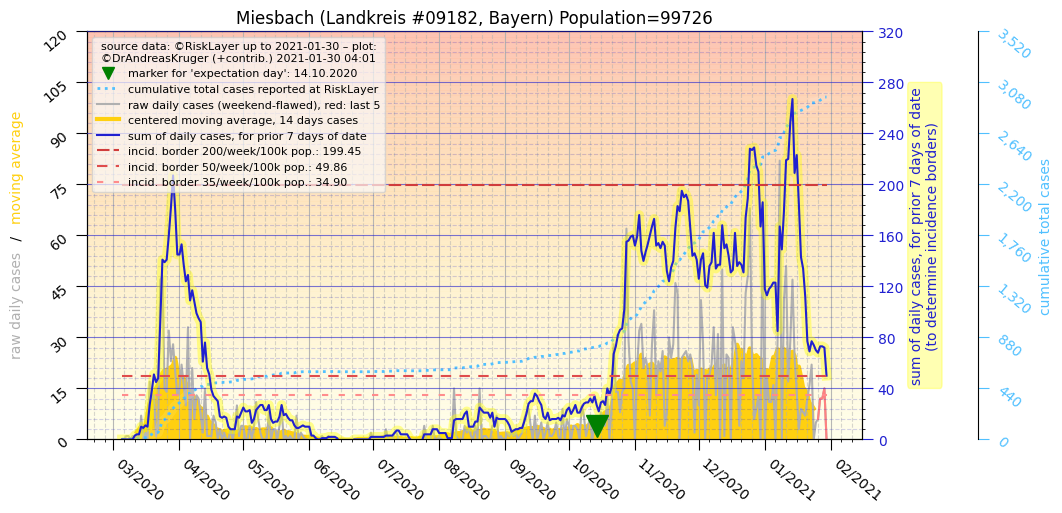 Miesbach (Landkreis #09182, Bayern) Population=99726
source data: ©RiskLayer up to 2021-01-30 – plot:
©DrAndreasKruger (+contrib.) 2021-01-30 04:01
marker for 'expectation day': 14.10.2020
cumulative total cases reported at RiskLayer
raw daily cases (weekend-flawed), red: last 5
centered moving average, 14 days cases
sum of daily cases, for prior 7 days of date
incid. border 200/week/100k pop.: 199.45
incid. border 50/week/100k pop.: 49.86
incid. border 35/week/100k pop.: 34.90
raw daily cases / moving average
120
105
90
75
60
45
30
15
0
03/2020
04/2020
05/2020
06/2020
07/2020
08/2020
09/2020
10/2020
11/2020
12/2020
01/2021
02/2021
320
280
240
200
160
120
80
40
0
sum of daily cases, for prior 7 days of date
(to determine incidence borders)
3,520
3,080
2,640
2,200
1,760
1,320
880
440
0
cumulative total cases